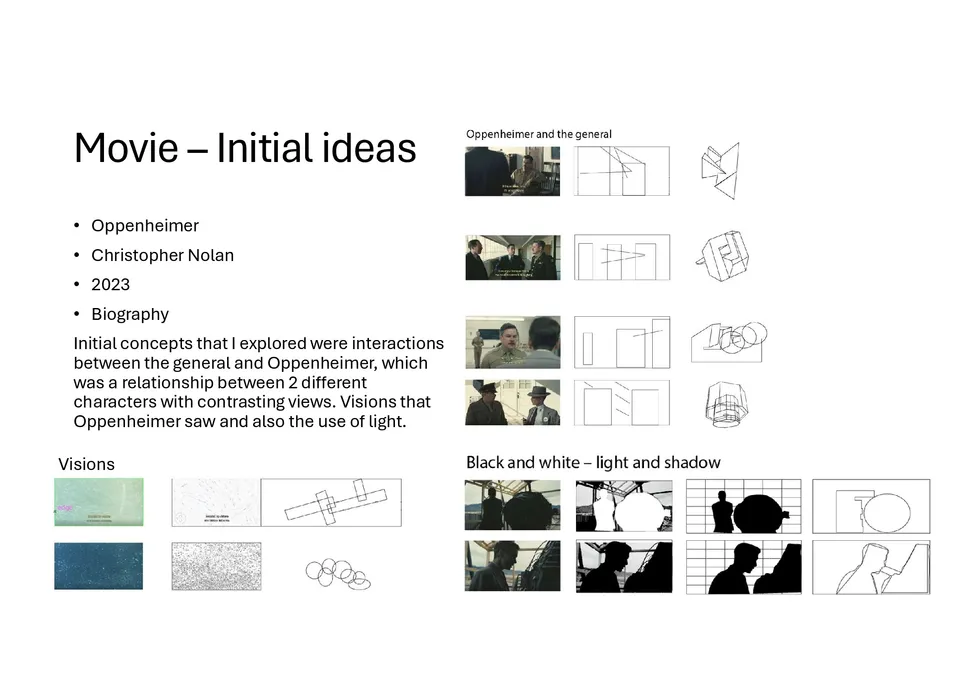 Movie – Initial ideas
• Oppenheimer
• Christopher Nolan
• 2023
• Biography
Initial concepts that I explored were interactions
between the general and Oppenheimer, which
was a relationship between 2 different
characters with contrasting views. Visions that
Oppenheimer saw and also the use of light.
Visions
Oppenheimer and the general
Black and white – light and shadow